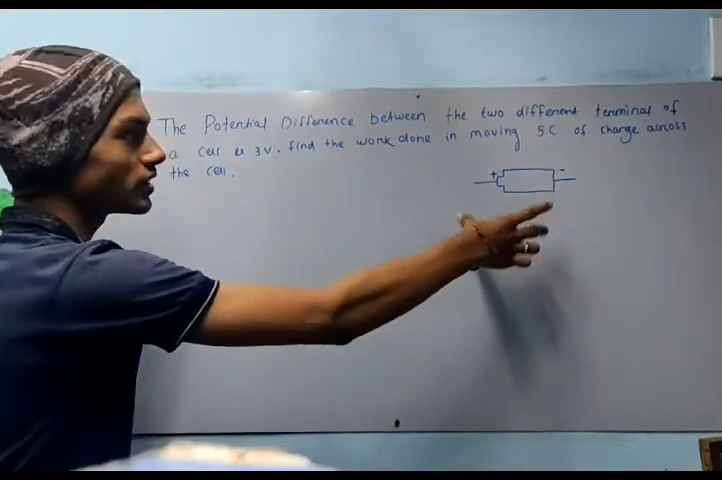 The Potential Difference between the two different terminal of
a cell is 3V. find the work done in moving 5C of charge across
the cell.
+ -